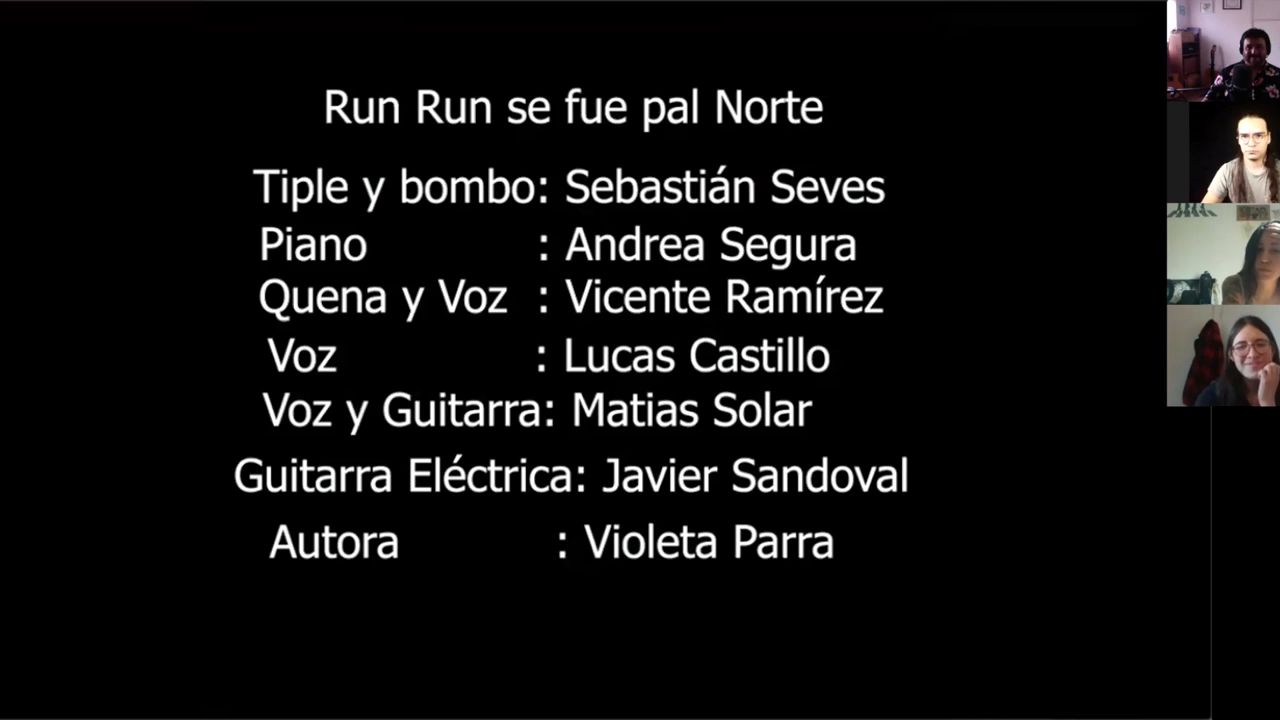 Run Run se fue pal Norte
Tiple y bombo: Sebastián Seves
Piano : Andrea Segura
Quena y Voz : Vicente Ramírez
Voz : Lucas Castillo
Voz y Guitarra: Matias Solar
Guitarra Eléctrica: Javier Sandoval
Autora : Violeta Parra